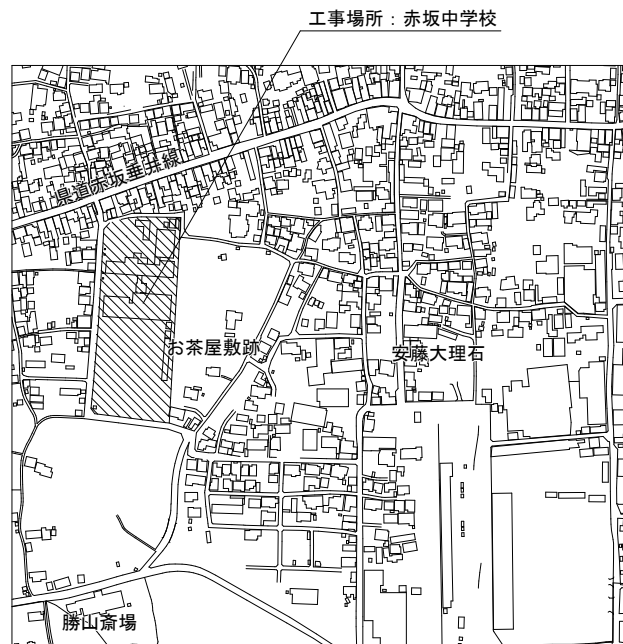 工事場所：赤坂中学校
県道赤坂垂井線
お茶屋敷跡
安藤大理石
勝山斎場